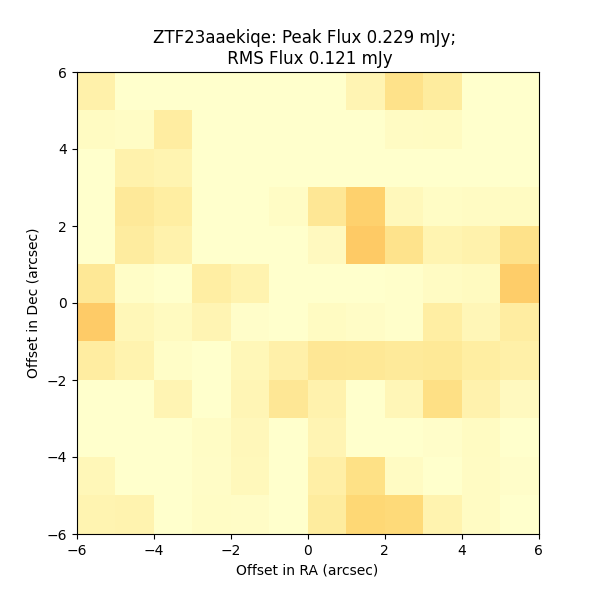 ZTF23aaekiqe: Peak Flux 0.229 mJy;
RMS Flux 0.121 mJy
6
4
2
0
−2
−4
−6
Offset in Dec (arcsec)
−6 −4 −2 0 2 4 6
Offset in RA (arcsec)